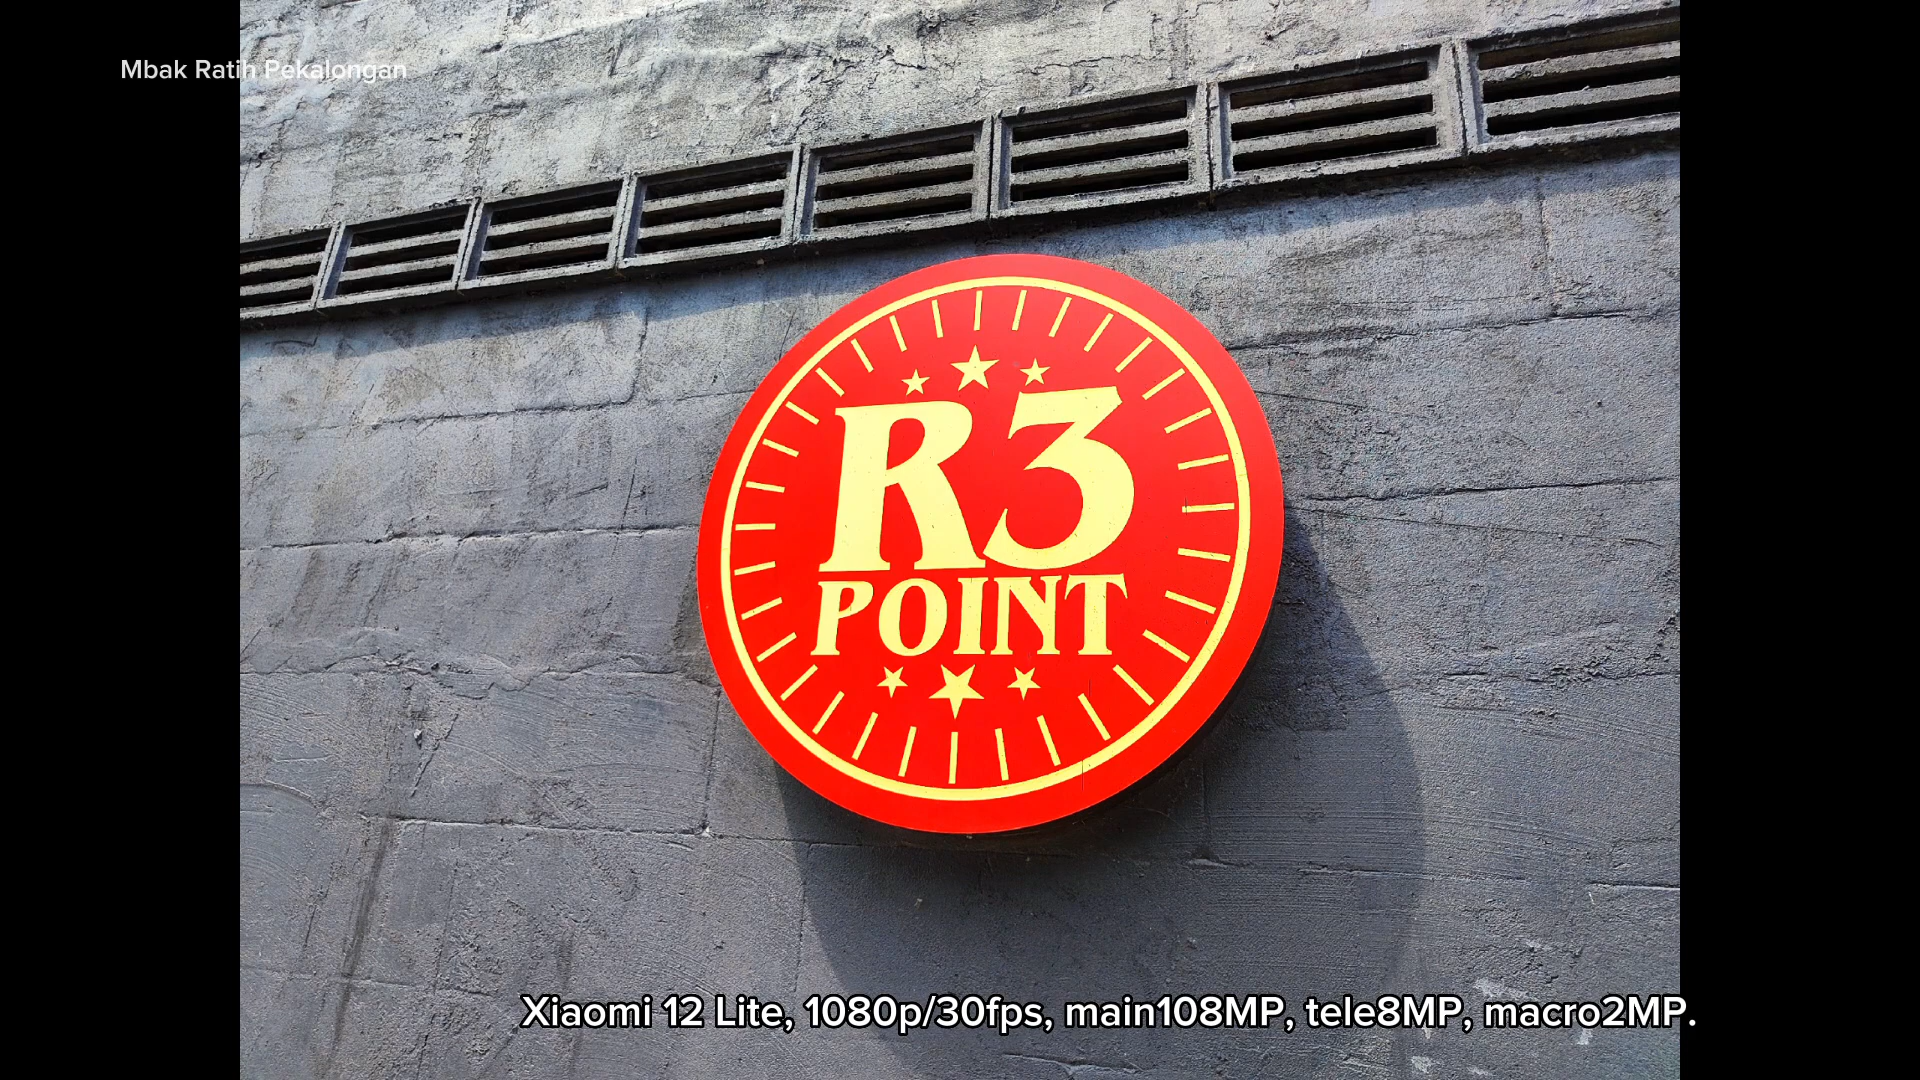 Mbak Ratih Pekalongan
R3
POINT
Xiaomi 12 Lite, 1080p/30fps, main108MP, tele8MP, macro2MP.